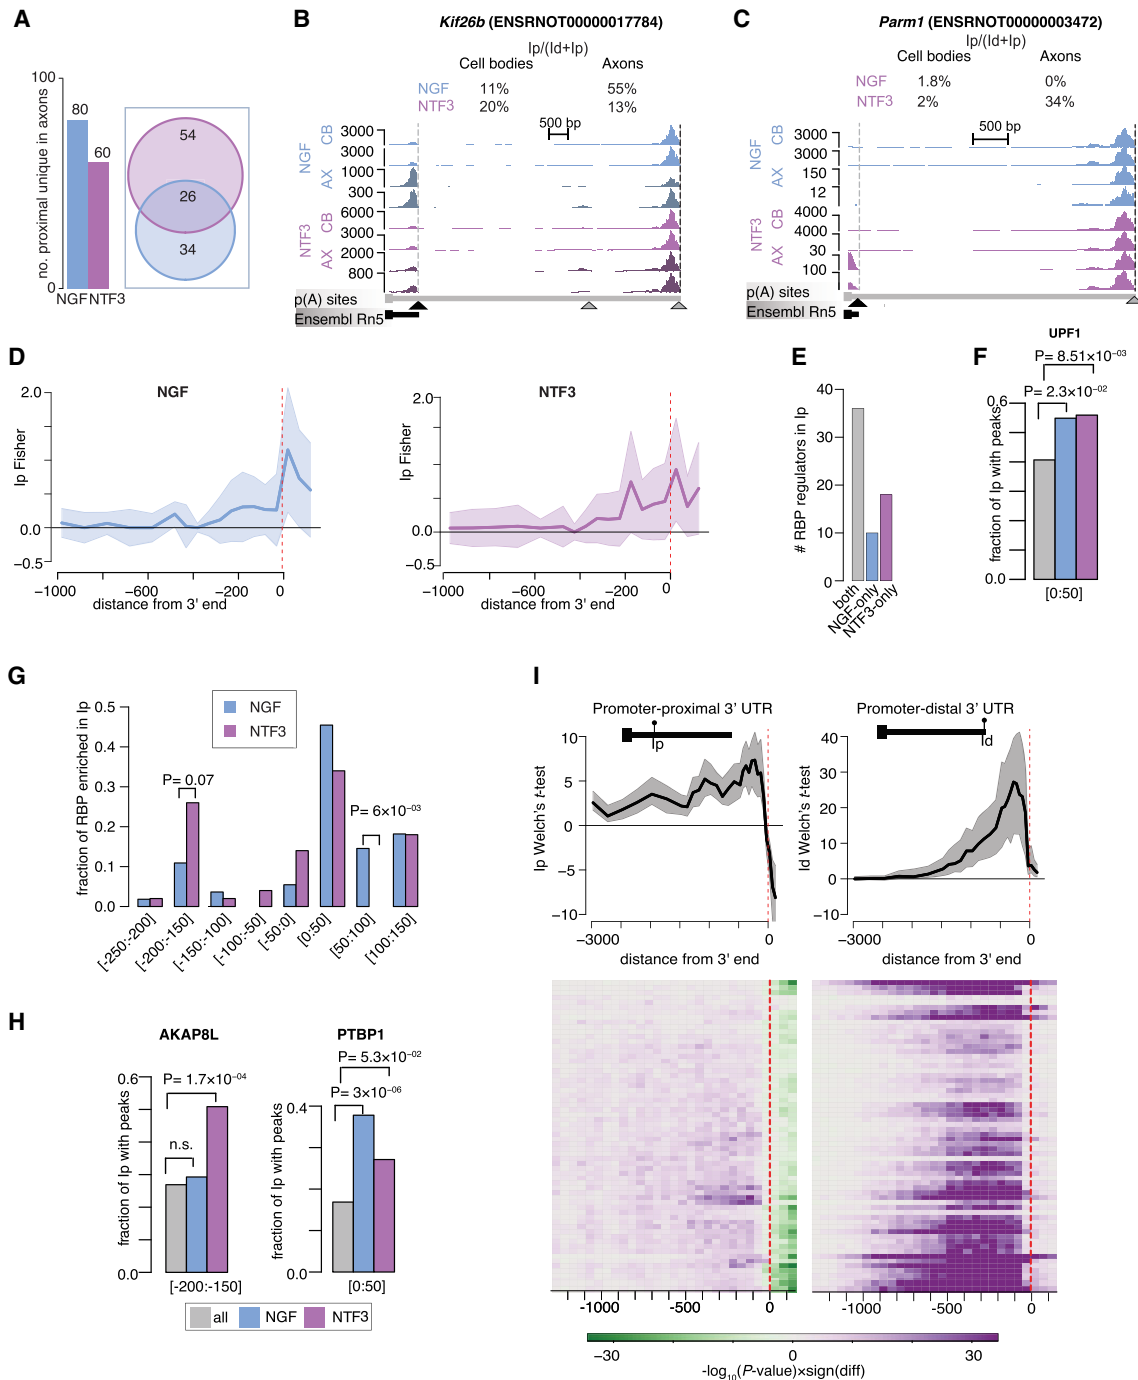 A
no. proximal unique in axons
100
80
60
0
NGF NTF3
54
26
34
B
Kif26b (ENSRNOT00000017784)
Ip/(Id+Ip)
Cell bodies Axons
NGF 11% 55%
NTF3 20% 13%
500 bp
NGF
CB
AX
NTF3
CB
AX
3000
3000
1000
300
6000
3000
2000
800
p(A) sites
Ensembl Rn5
C
Parm1 (ENSRNOT00000003472)
Ip/(Id+Ip)
Cell bodies Axons
NGF 1.8% 0%
NTF3 2% 34%
500 bp
NGF
CB
AX
NTF3
CB
AX
3000
3000
150
12
4000
4000
30
100
p(A) sites
Ensembl Rn5
D
NGF
Ip Fisher
2.0
1.0
0.0
−0.5
−1000 −600 −200 0
distance from 3' end
NTF3
Ip Fisher
2.0
1.0
0.0
−0.5
−1000 −600 −200 0
distance from 3' end
E
# RBP regulators in Ip
40
30
20
10
0
both
NGF-only
NTF3-only
F
UPF1
P= 8.51×10⁻⁰³
P= 2.3×10⁻⁰²
fraction of Ip with peaks
0.6
0.0
[0:50]
G
fraction of RBP enriched in Ip
NGF
NTF3
0.5
0.4
0.3
0.2
0.1
0.0
P= 0.07
P= 6×10⁻⁰³
[-250:-200]
[-200:-150]
[-150:-100]
[-100:-50]
[-50:0]
[0:50]
[50:100]
[100:150]
H
AKAP8L
P= 1.7×10⁻⁰⁴
n.s.
fraction of Ip with peaks
0.6
0.0
[-200:-150]
PTBP1
P= 5.3×10⁻⁰²
P= 3×10⁻⁰⁶
fraction of Ip with peaks
0.4
0.0
[0:50]
all NGF NTF3
I
Promoter-proximal 3' UTR
Ip
Ip Welch's t-test
10
5
0
−5
−10
−3000 0
distance from 3' end
Promoter-distal 3' UTR
Id
Id Welch's t-test
40
30
20
10
0
−10
−3000 0
distance from 3' end
-1000 -500 0
-1000 -500 0
−30 0 30
-log₁₀(P-value)×sign(diff)